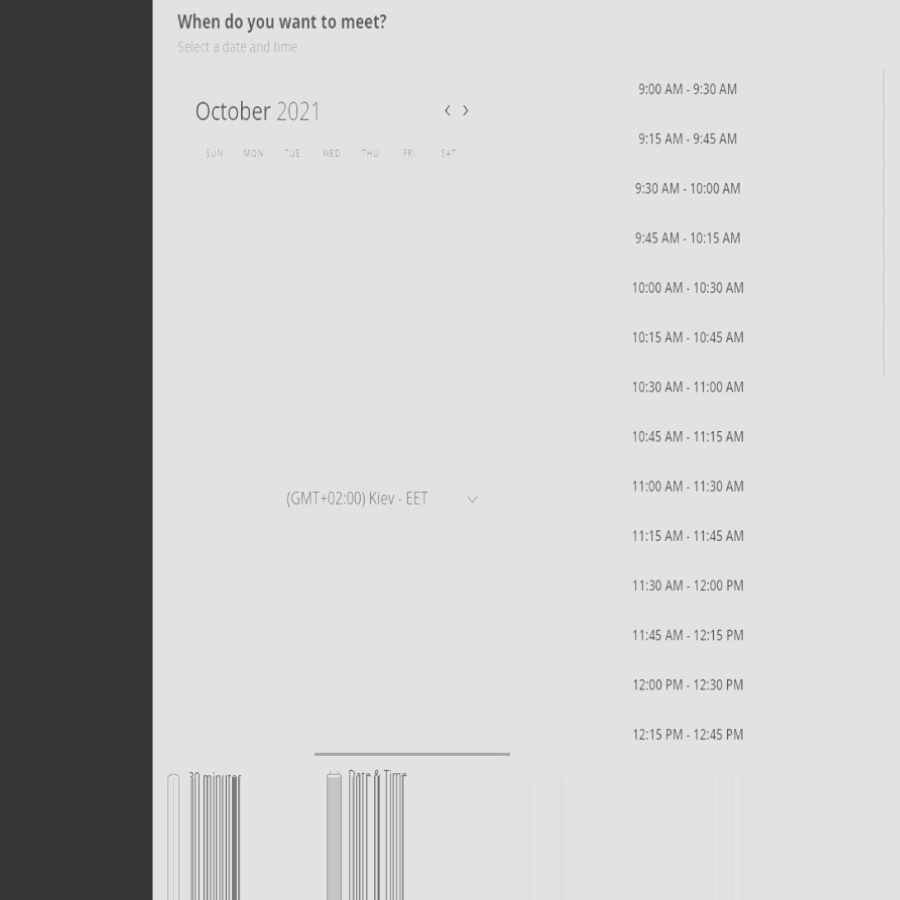 When do you want to meet?
Select a date and time
October 2021
SUN MON TUE WED THU FRI SAT
(GMT+02:00) Kiev - EET
9:00 AM - 9:30 AM
9:15 AM - 9:45 AM
9:30 AM - 10:00 AM
9:45 AM - 10:15 AM
10:00 AM - 10:30 AM
10:15 AM - 10:45 AM
10:30 AM - 11:00 AM
10:45 AM - 11:15 AM
11:00 AM - 11:30 AM
11:15 AM - 11:45 AM
11:30 AM - 12:00 PM
11:45 AM - 12:15 PM
12:00 PM - 12:30 PM
12:15 PM - 12:45 PM
30 minutes
Date & Time